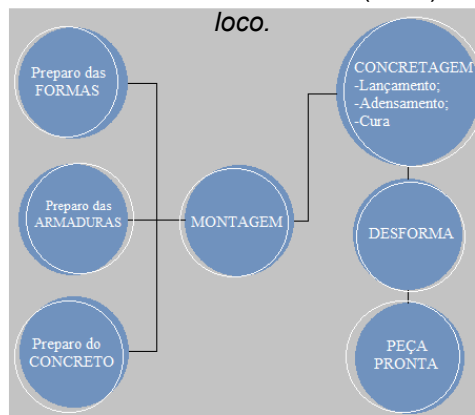 loco.
Preparo das
FORMAS
Preparo das
ARMADURAS
Preparo do
CONCRETO
MONTAGEM
CONCRETAGEM
-Lançamento;
-Adensamento;
-Cura
DESFORMA
PEÇA
PRONTA